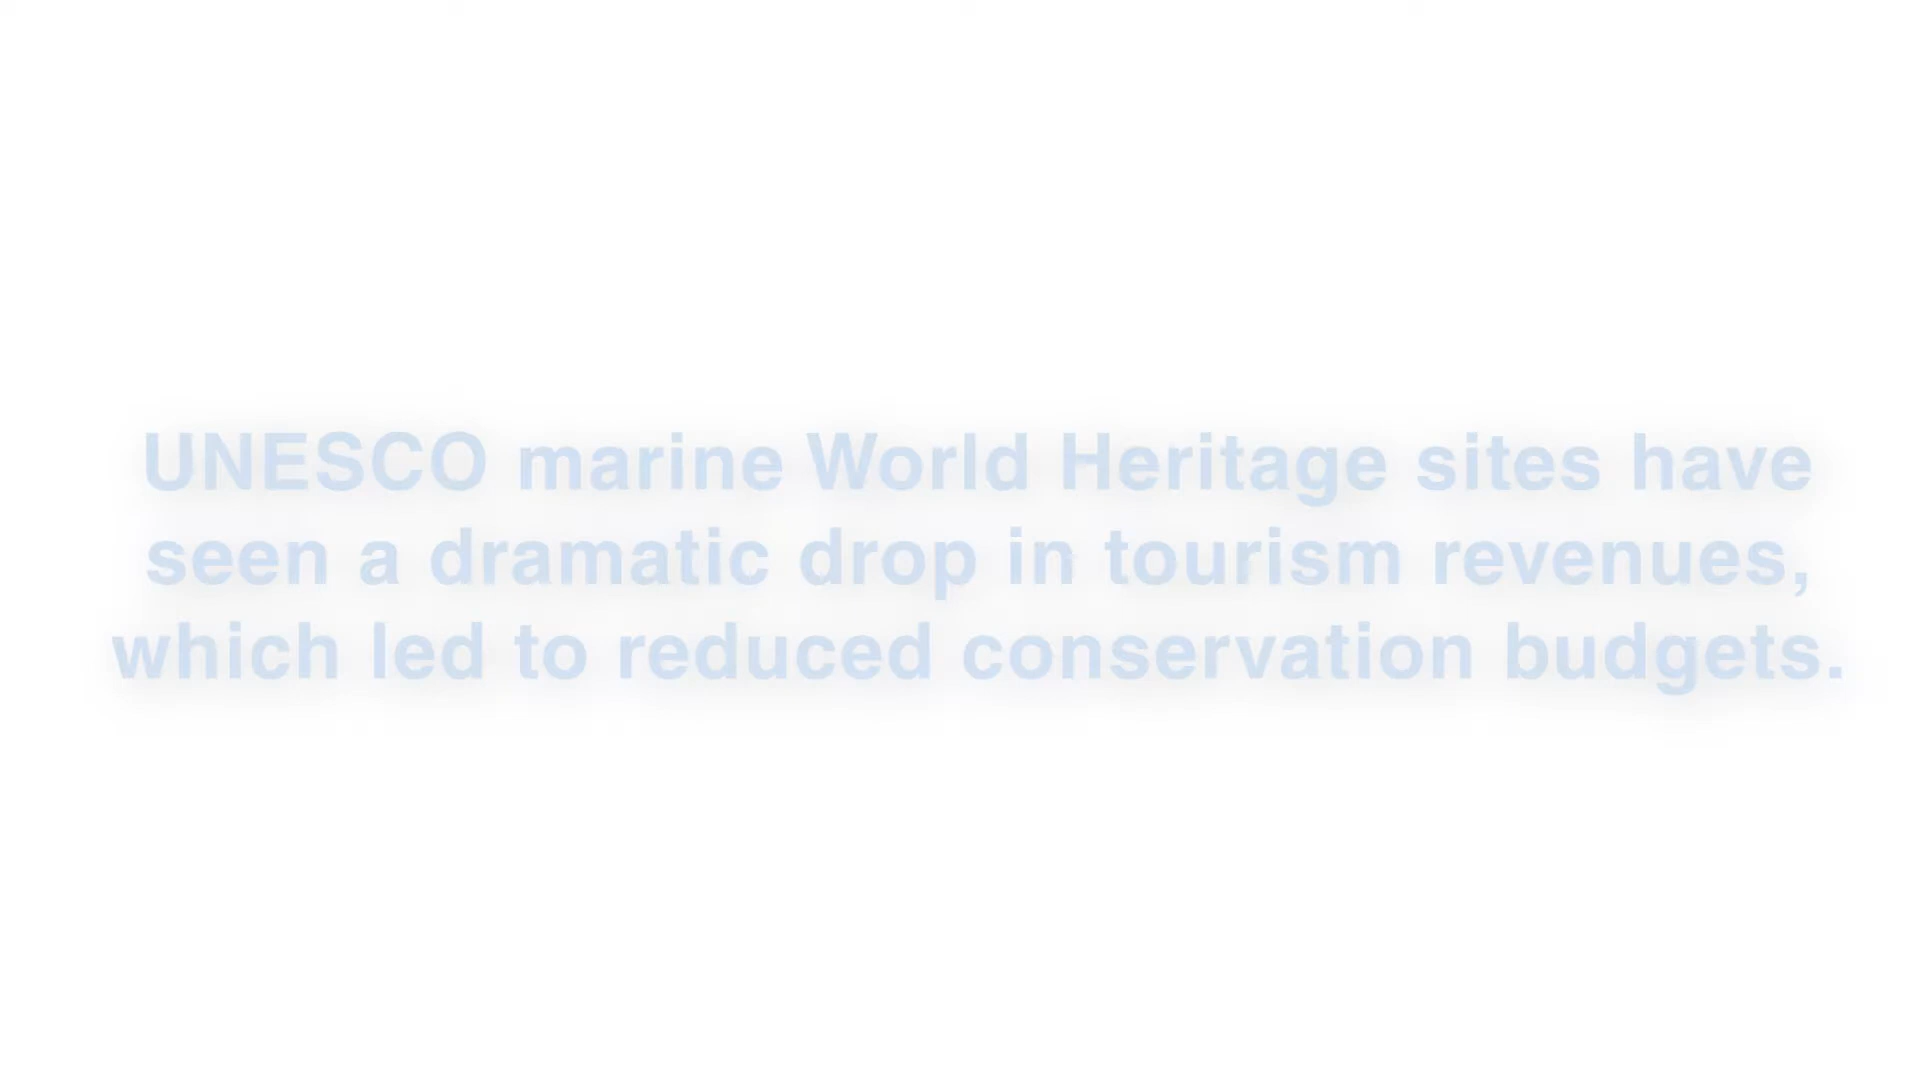 UNESCO marine World Heritage sites have
seen a dramatic drop in tourism revenues,
which led to reduced conservation budgets.